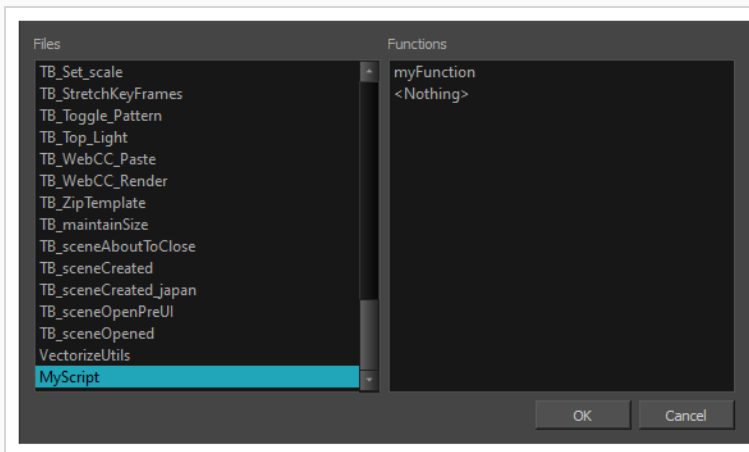 Files
TB_Set_scale
TB_StretchKeyFrames
TB_Toggle_Pattern
TB_Top_Light
TB_WebCC_Paste
TB_WebCC_Render
TB_ZipTemplate
TB_maintainSize
TB_sceneAboutToClose
TB_sceneCreated
TB_sceneCreated_japan
TB_sceneOpenPreUI
TB_sceneOpened
VectorizeUtils
MyScript
Functions
myFunction
<Nothing>
OK
Cancel